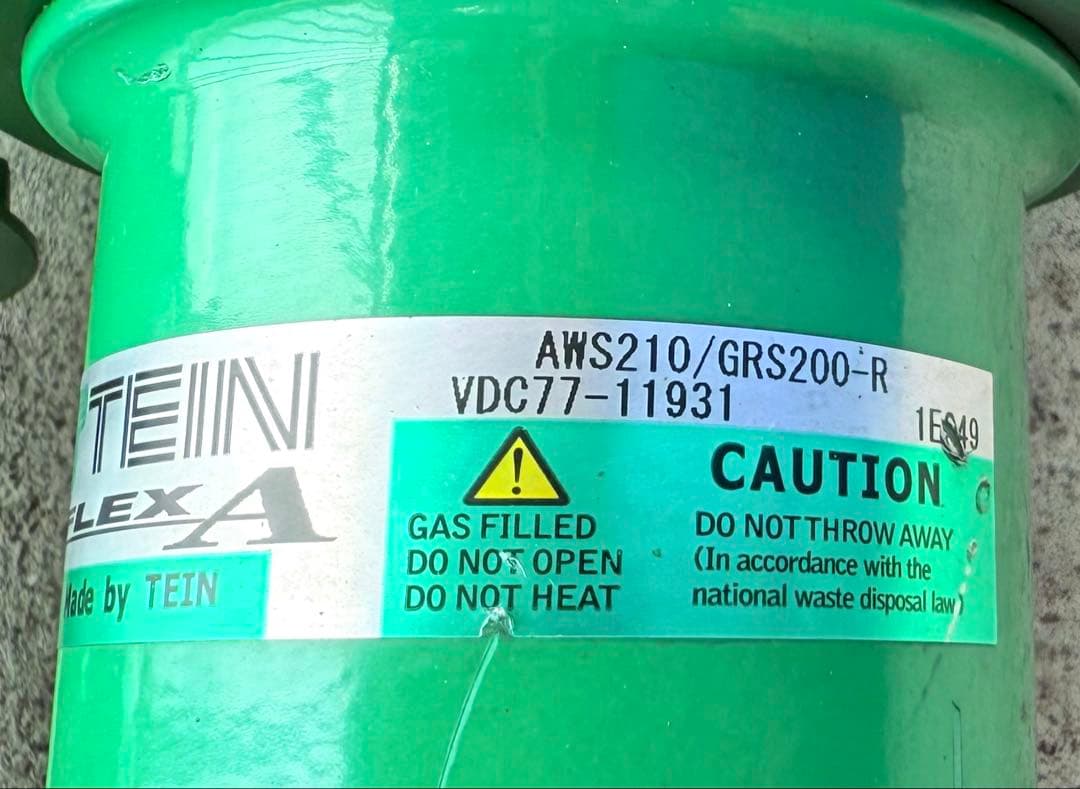 TEIN
FLEX A
Made by TEIN
AWS210/GRS200-R
VDC77-11931
GAS FILLED
DO NOT OPEN
DO NOT HEAT
CAUTION
DO NOT THROW AWAY
(In accordance with the
national waste disposal law)